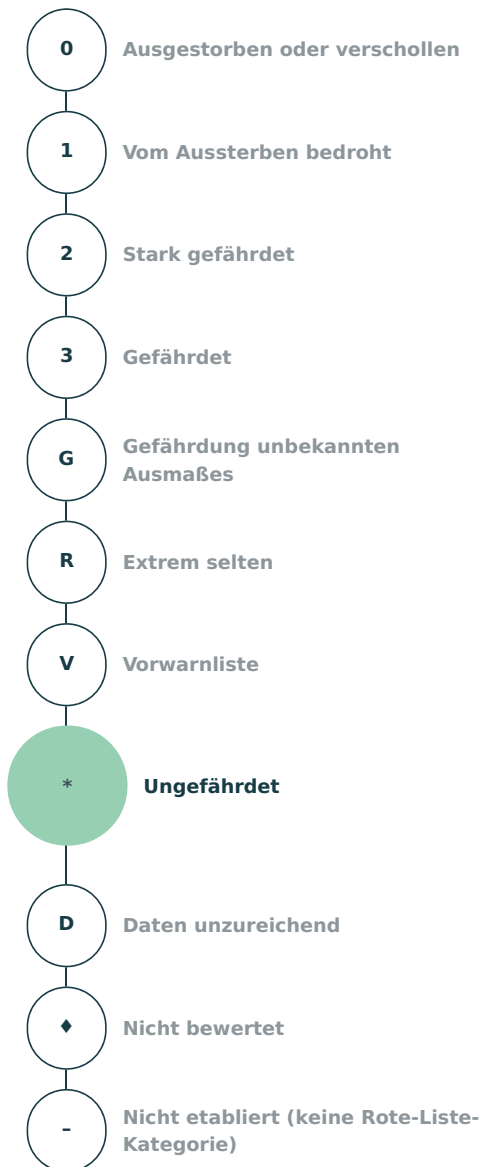 0 Ausgestorben oder verschollen
1 Vom Aussterben bedroht
2 Stark gefährdet
3 Gefährdet
G Gefährdung unbekannten
Ausmaßes
R Extrem selten
V Vorwarnliste
* Ungefährdet
D Daten unzureichend
♦ Nicht bewertet
– Nicht etabliert (keine Rote-Liste-
Kategorie)